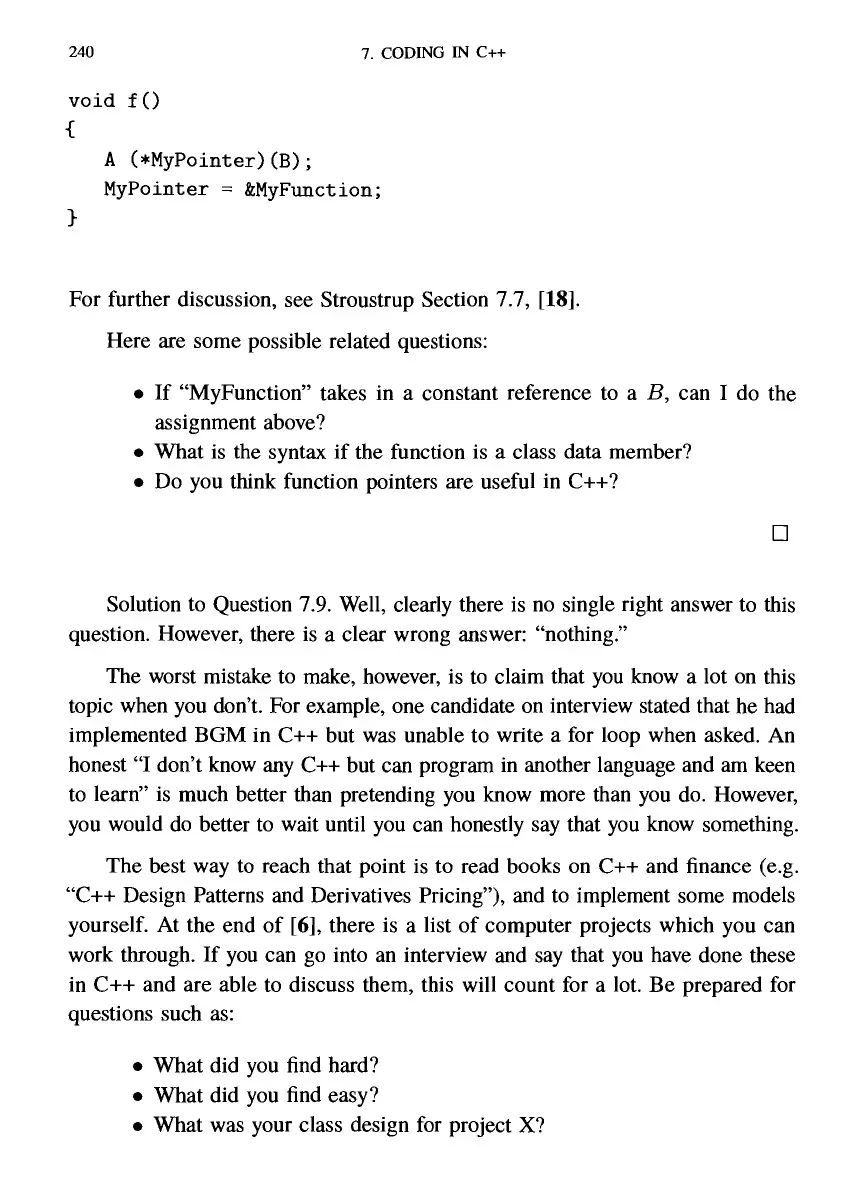 240
7. CODING IN C++
void f()
{
A (*MyPointer)(B);
MyPointer = &MyFunction;
}
For further discussion, see Stroustrup Section 7.7, [18].
Here are some possible related questions:
• If “MyFunction” takes in a constant reference to a B, can I do the
assignment above?
• What is the syntax if the function is a class data member?
• Do you think function pointers are useful in C++?
□
Solution to Question 7.9. Well, clearly there is no single right answer to this
question. However, there is a clear wrong answer: “nothing.”
The worst mistake to make, however, is to claim that you know a lot on this
topic when you don’t. For example, one candidate on interview stated that he had
implemented BGM in C++ but was unable to write a for loop when asked. An
honest “I don’t know any C++ but can program in another language and am keen
to learn” is much better than pretending you know more than you do. However,
you would do better to wait until you can honestly say that you know something.
The best way to reach that point is to read books on C++ and finance (e.g.
“C++ Design Patterns and Derivatives Pricing”), and to implement some models
yourself. At the end of [6], there is a list of computer projects which you can
work through. If you can go into an interview and say that you have done these
in C++ and are able to discuss them, this will count for a lot. Be prepared for
questions such as:
• What did you find hard?
• What did you find easy?
• What was your class design for project X?